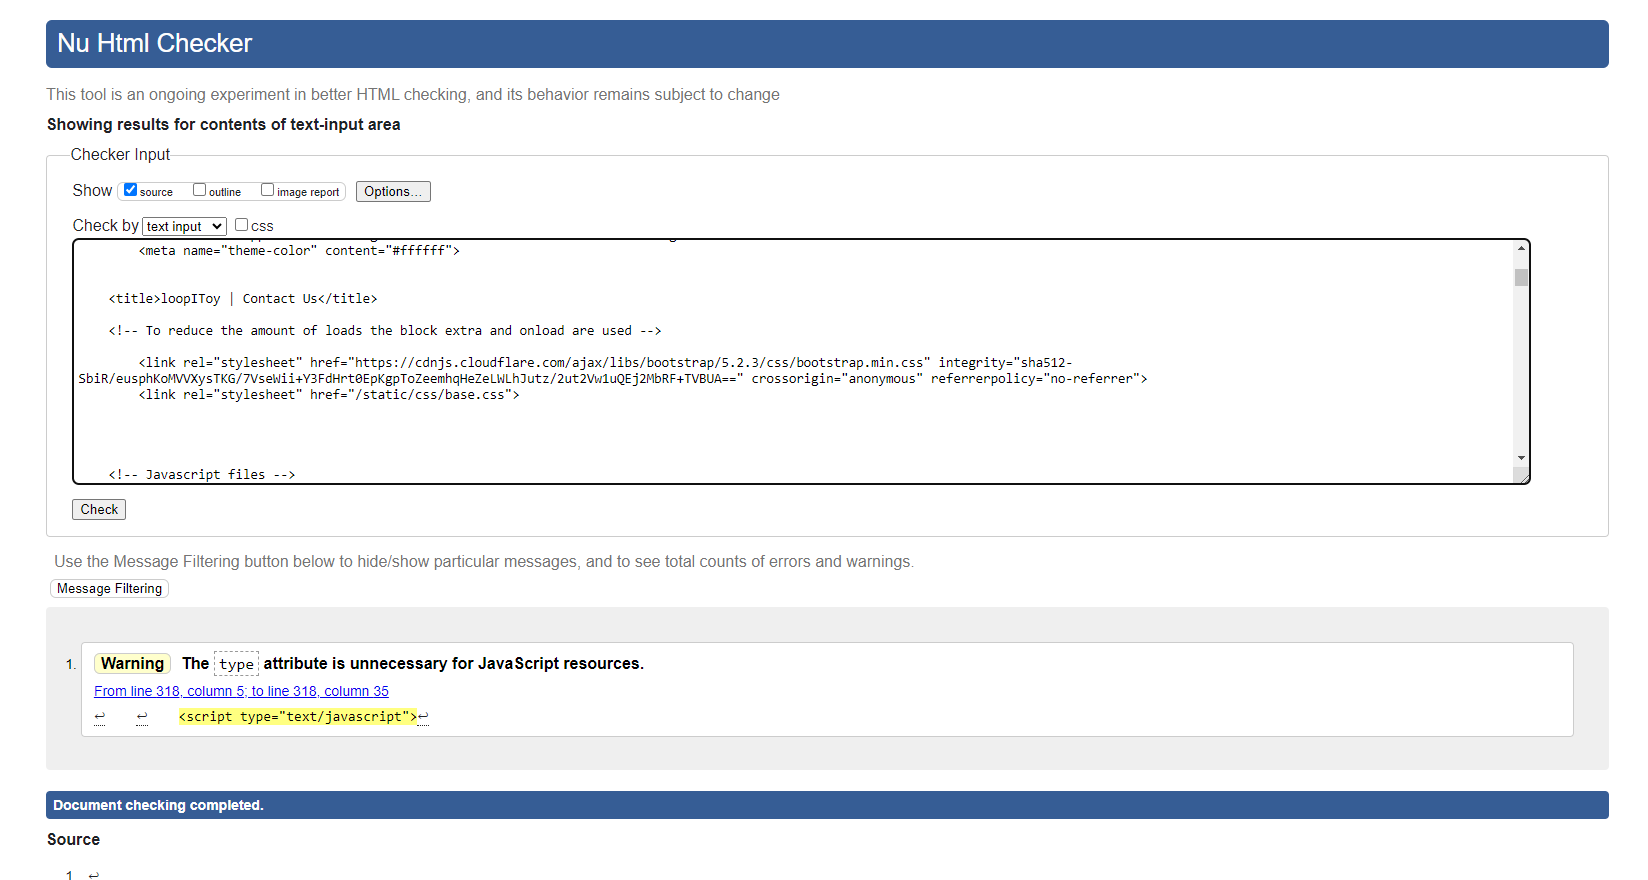 Nu Html Checker
This tool is an ongoing experiment in better HTML checking, and its behavior remains subject to change
Showing results for contents of text-input area
Checker Input
Show source outline image report Options...
Check by text input css
<meta name="theme-color" content="#ffffff">
<title>loopIToy | Contact Us</title>
<!-- To reduce the amount of loads the block extra and onload are used -->
<link rel="stylesheet" href="https://cdnjs.cloudflare.com/ajax/libs/bootstrap/5.2.3/css/bootstrap.min.css" integrity="sha512-
SbiR/eusphKoMVVXysTKG/7VseWii+Y3FdHrt0EpKgpToZeemhqHeZeLWLhJutz/2ut2Vw1uQEj2MbRF+TVBUA==" crossorigin="anonymous" referrerpolicy="no-referrer">
<link rel="stylesheet" href="/static/css/base.css">
<!-- Javascript files -->
Check
Use the Message Filtering button below to hide/show particular messages, and to see total counts of errors and warnings.
Message Filtering
1. Warning The type attribute is unnecessary for JavaScript resources.
From line 318, column 5; to line 318, column 35
↩ ↩ <script type="text/javascript">↩
Document checking completed.
Source
1 ↩